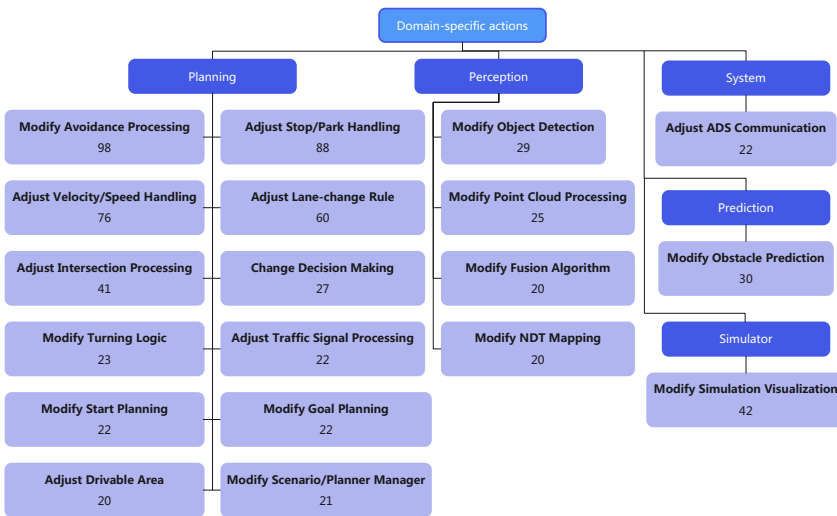 Domain-specific actions
Planning
Modify Avoidance Processing
98
Adjust Stop/Park Handling
88
Adjust Velocity/Speed Handling
76
Adjust Lane-change Rule
60
Adjust Intersection Processing
41
Change Decision Making
27
Modify Turning Logic
23
Adjust Traffic Signal Processing
22
Modify Start Planning
22
Modify Goal Planning
22
Adjust Drivable Area
20
Modify Scenario/Planner Manager
21
Perception
Modify Object Detection
29
Modify Point Cloud Processing
25
Modify Fusion Algorithm
20
Modify NDT Mapping
20
System
Adjust ADS Communication
22
Prediction
Modify Obstacle Prediction
30
Simulator
Modify Simulation Visualization
42